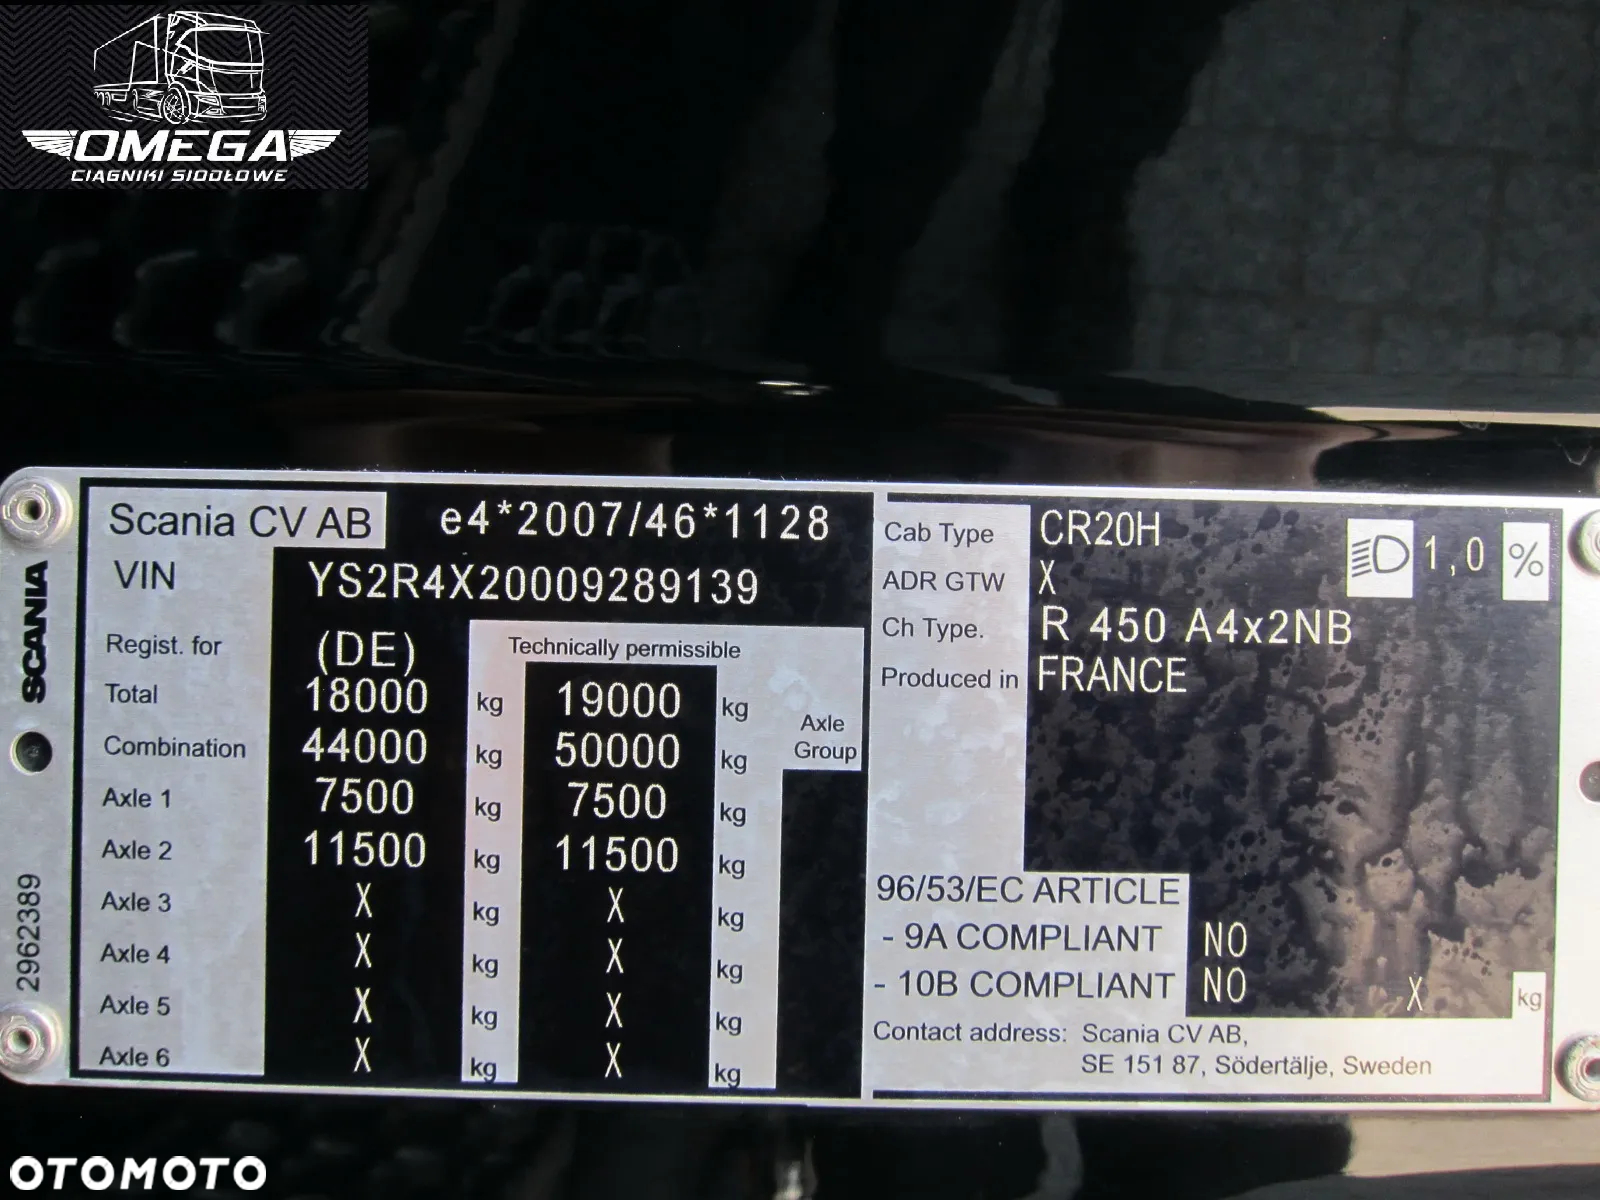 OMEGA
CIĄGNIKI SIODŁOWE
Scania CV AB e4*2007/46*1128
VIN YS2R4X20009289139
Regist. for (DE) Technically permissible
Total 18000 kg 19000 kg
Combination 44000 kg 50000 kg Axle Group
Axle 1 7500 kg 7500 kg
Axle 2 11500 kg 11500 kg
Axle 3 X kg X kg
Axle 4 X kg X kg
Axle 5 X kg X kg
Axle 6 X kg X kg
Cab Type CR20H 1,0 %
ADR GTW X
Ch Type. R 450 A4x2NB
Produced in FRANCE
96/53/EC ARTICLE
- 9A COMPLIANT NO
- 10B COMPLIANT NO X kg
Contact address: Scania CV AB,
SE 151 87, Södertälje, Sweden
SCANIA
2962389
OTOMOTO